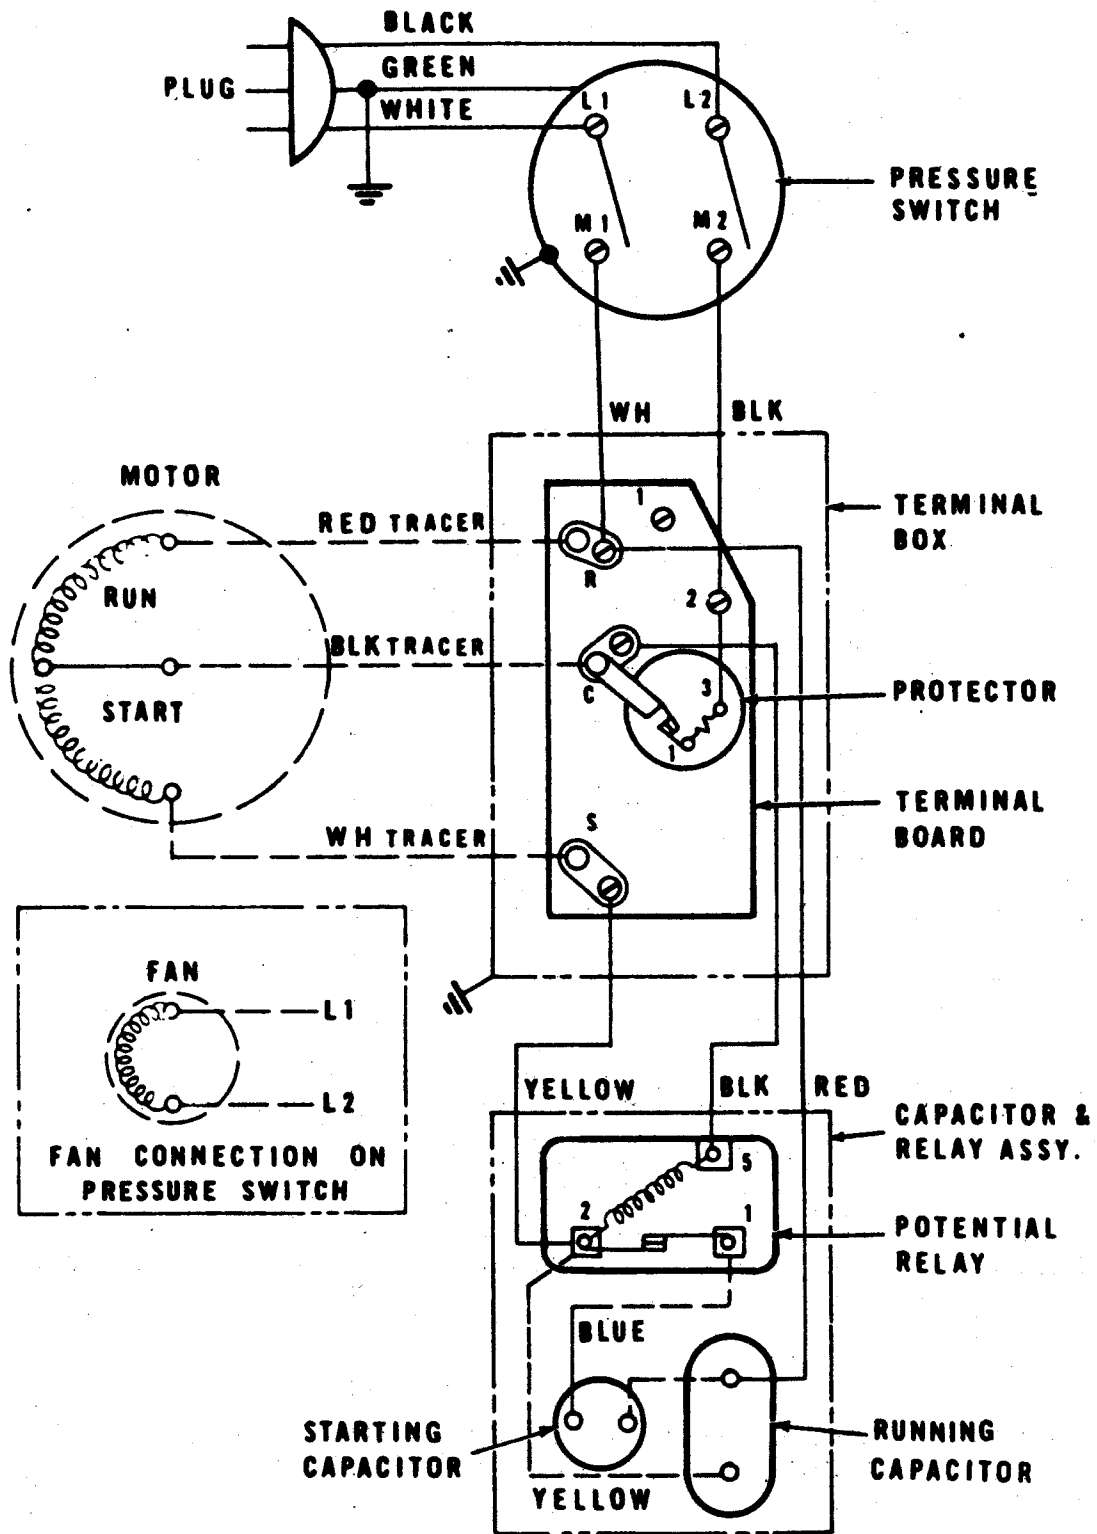 BLACK
GREEN
PLUG
WHITE
L1
L2
PRESSURE
SWITCH
M1
M2
WH
BLK
MOTOR
RED TRACER
1
TERMINAL
BOX
R
RUN
2
BLK TRACER
C
3
PROTECTOR
START
1
TERMINAL
BOARD
S
WH TRACER
FAN
L1
L2
FAN CONNECTION ON
PRESSURE SWITCH
YELLOW
BLK
RED
CAPACITOR &
RELAY ASSY.
5
2
1
POTENTIAL
RELAY
BLUE
STARTING
CAPACITOR
RUNNING
CAPACITOR
YELLOW